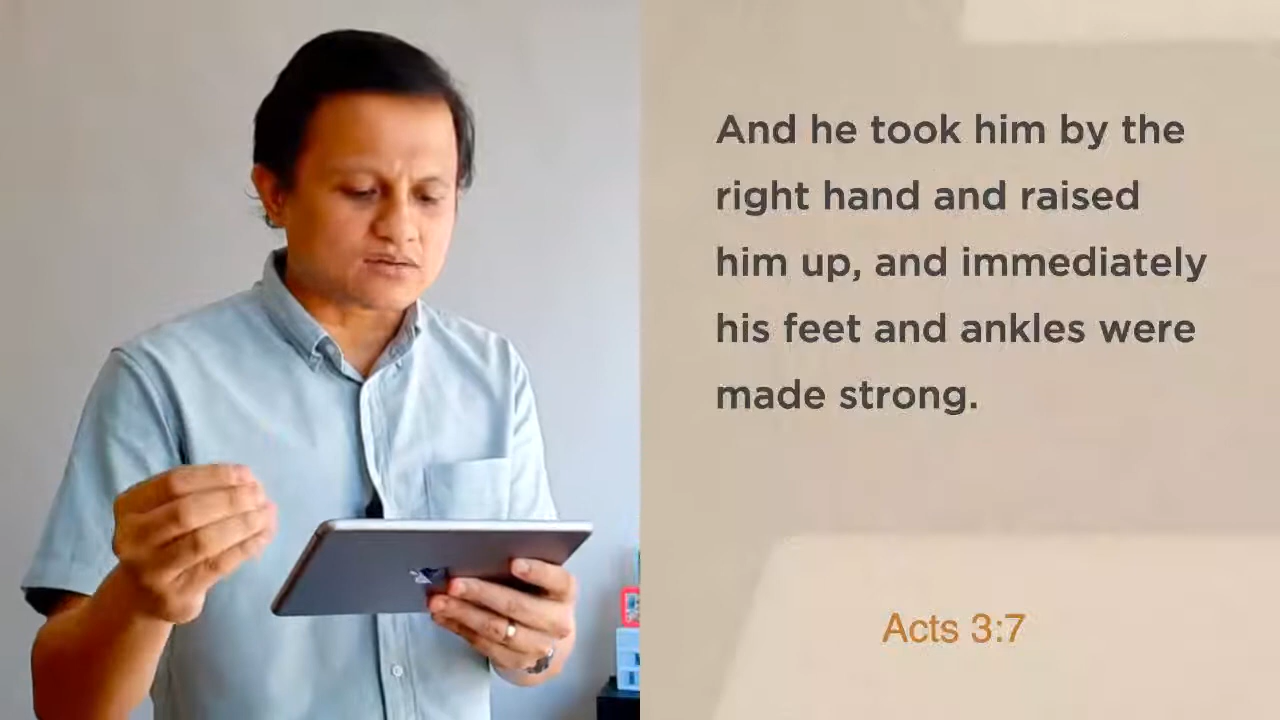 And he took him by the
right hand and raised
him up, and immediately
his feet and ankles were
made strong.
Acts 3:7